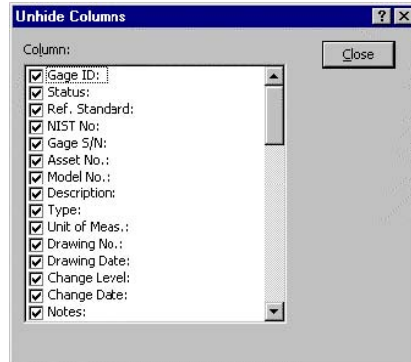 Unhide Columns
Column:
Close
Gage ID:
Status:
Ref. Standard:
NIST No:
Gage S/N:
Asset No.:
Model No.:
Description:
Type:
Unit of Meas.:
Drawing No.:
Drawing Date:
Change Level:
Change Date:
Notes: